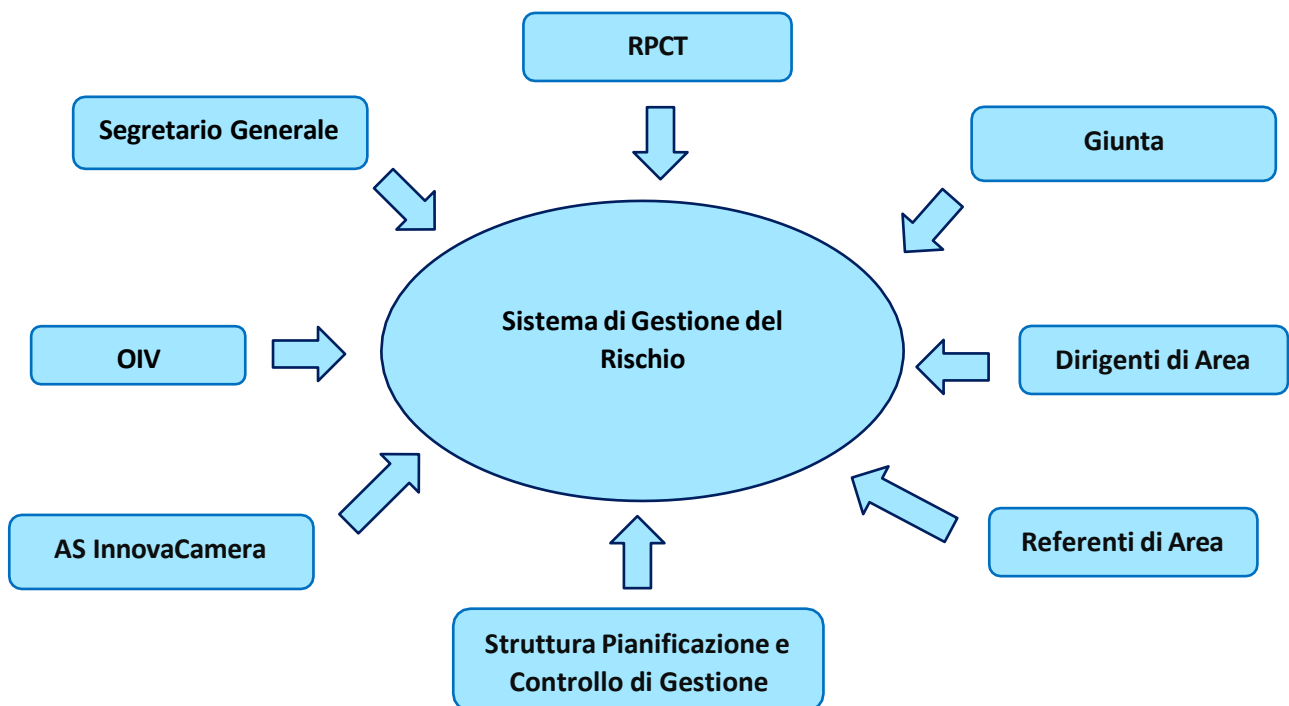 RPCT
Segretario Generale
Giunta
Sistema di Gestione del
Rischio
OIV
Dirigenti di Area
AS InnovaCamera
Referenti di Area
Struttura Pianificazione e
Controllo di Gestione